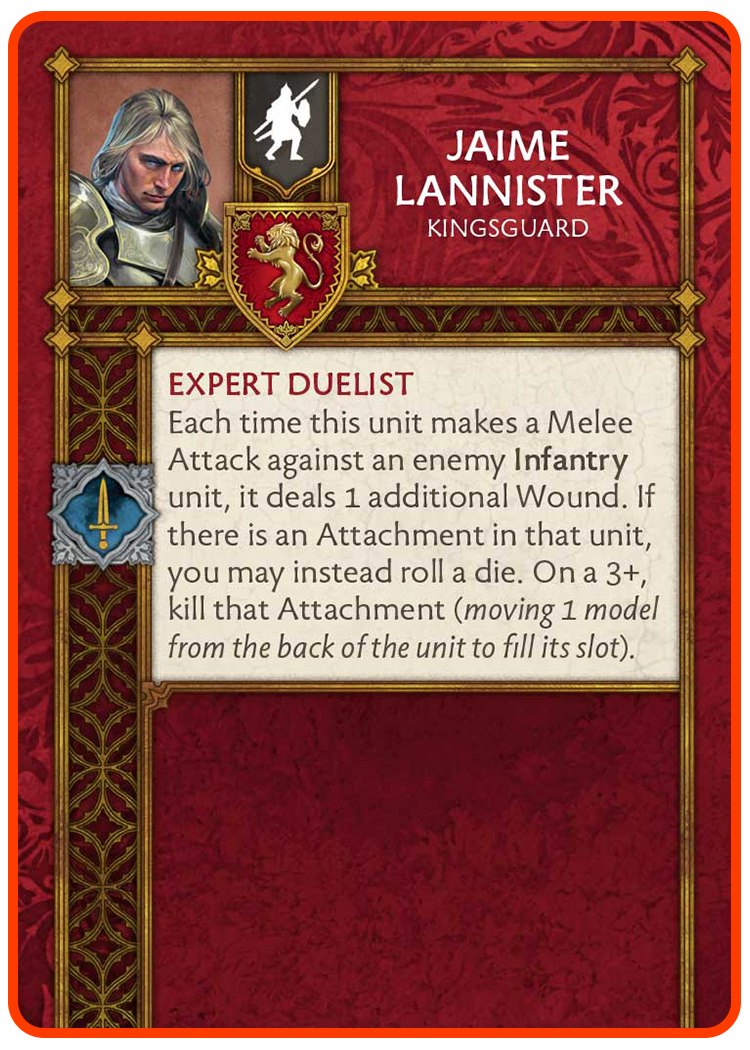 JAIME
LANNISTER
KINGSGUARD
EXPERT DUELIST
Each time this unit makes a Melee
Attack against an enemy Infantry
unit, it deals 1 additional Wound. If
there is an Attachment in that unit,
you may instead roll a die. On a 3+,
kill that Attachment (moving 1 model
from the back of the unit to fill its slot).